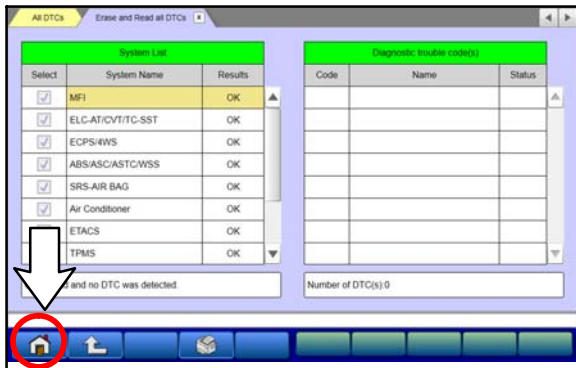 All DTCs
Erase and Read all DTCs
System List
Select System Name Results
MFI OK
ELC-AT/CVT/TC-SST OK
ECPS/4WS OK
ABS/ASC/ASTC/WSS OK
SRS-AIR BAG OK
Air Conditioner OK
ETACS OK
TPMS OK
and no DTC was detected.
Diagnostic trouble code(s)
Code Name Status
Number of DTC(s):0